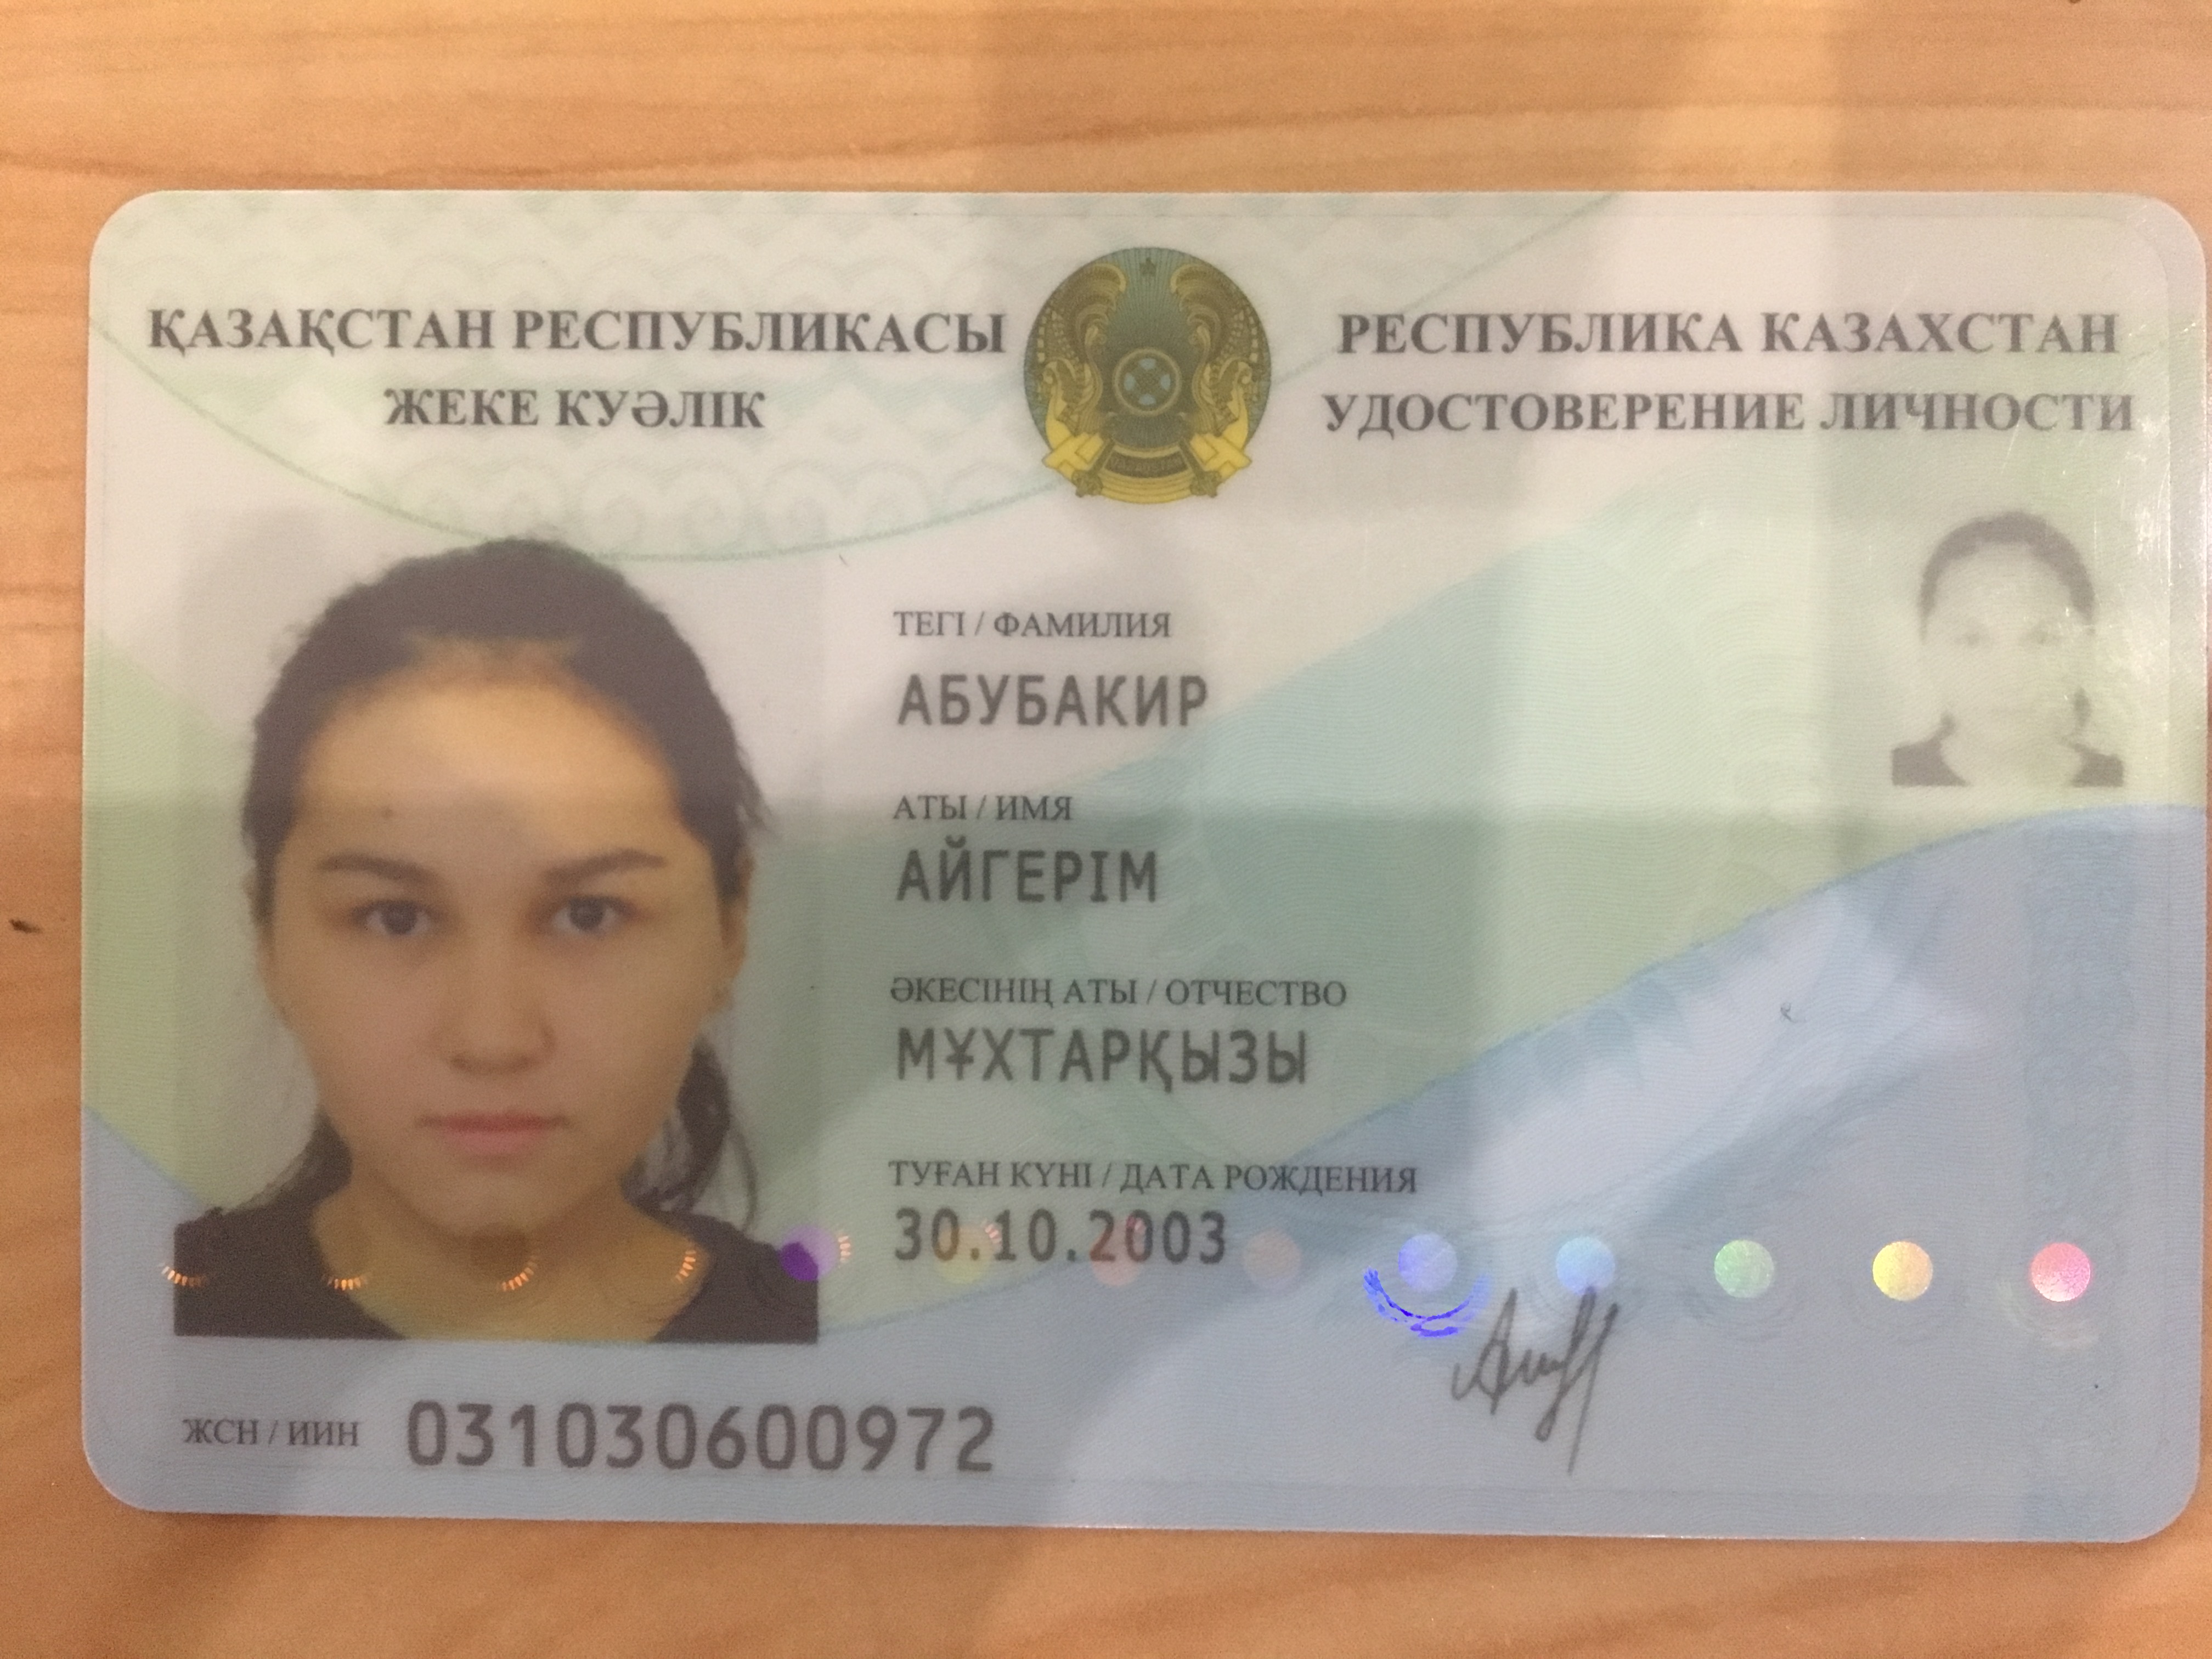 ҚАЗАҚСТАН РЕСПУБЛИКАСЫ
ЖЕКЕ КУӘЛІК
РЕСПУБЛИКА КАЗАХСТАН
УДОСТОВЕРЕНИЕ ЛИЧНОСТИ
ТЕГІ / ФАМИЛИЯ
АБУБАКИР
АТЫ / ИМЯ
АЙГЕРІМ
ӘКЕСІНІҢ АТЫ / ОТЧЕСТВО
МҰХТАРҚЫЗЫ
ТУҒАН КҮНІ / ДАТА РОЖДЕНИЯ
30.10.2003
ЖСН / ИИН 031030600972